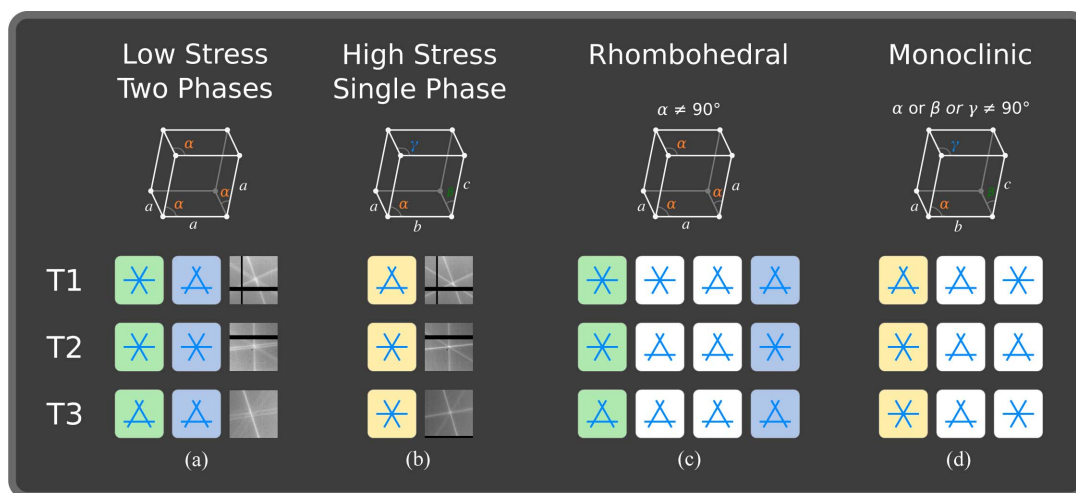 Low Stress
Two Phases
High Stress
Single Phase
Rhombohedral
Monoclinic
α ≠ 90°
α or β or γ ≠ 90°
α
α
α
a
a
a
γ
α
a
b
c
α
α
α
a
a
a
γ
α
a
b
c
T1
T2
T3
(a)
(b)
(c)
(d)